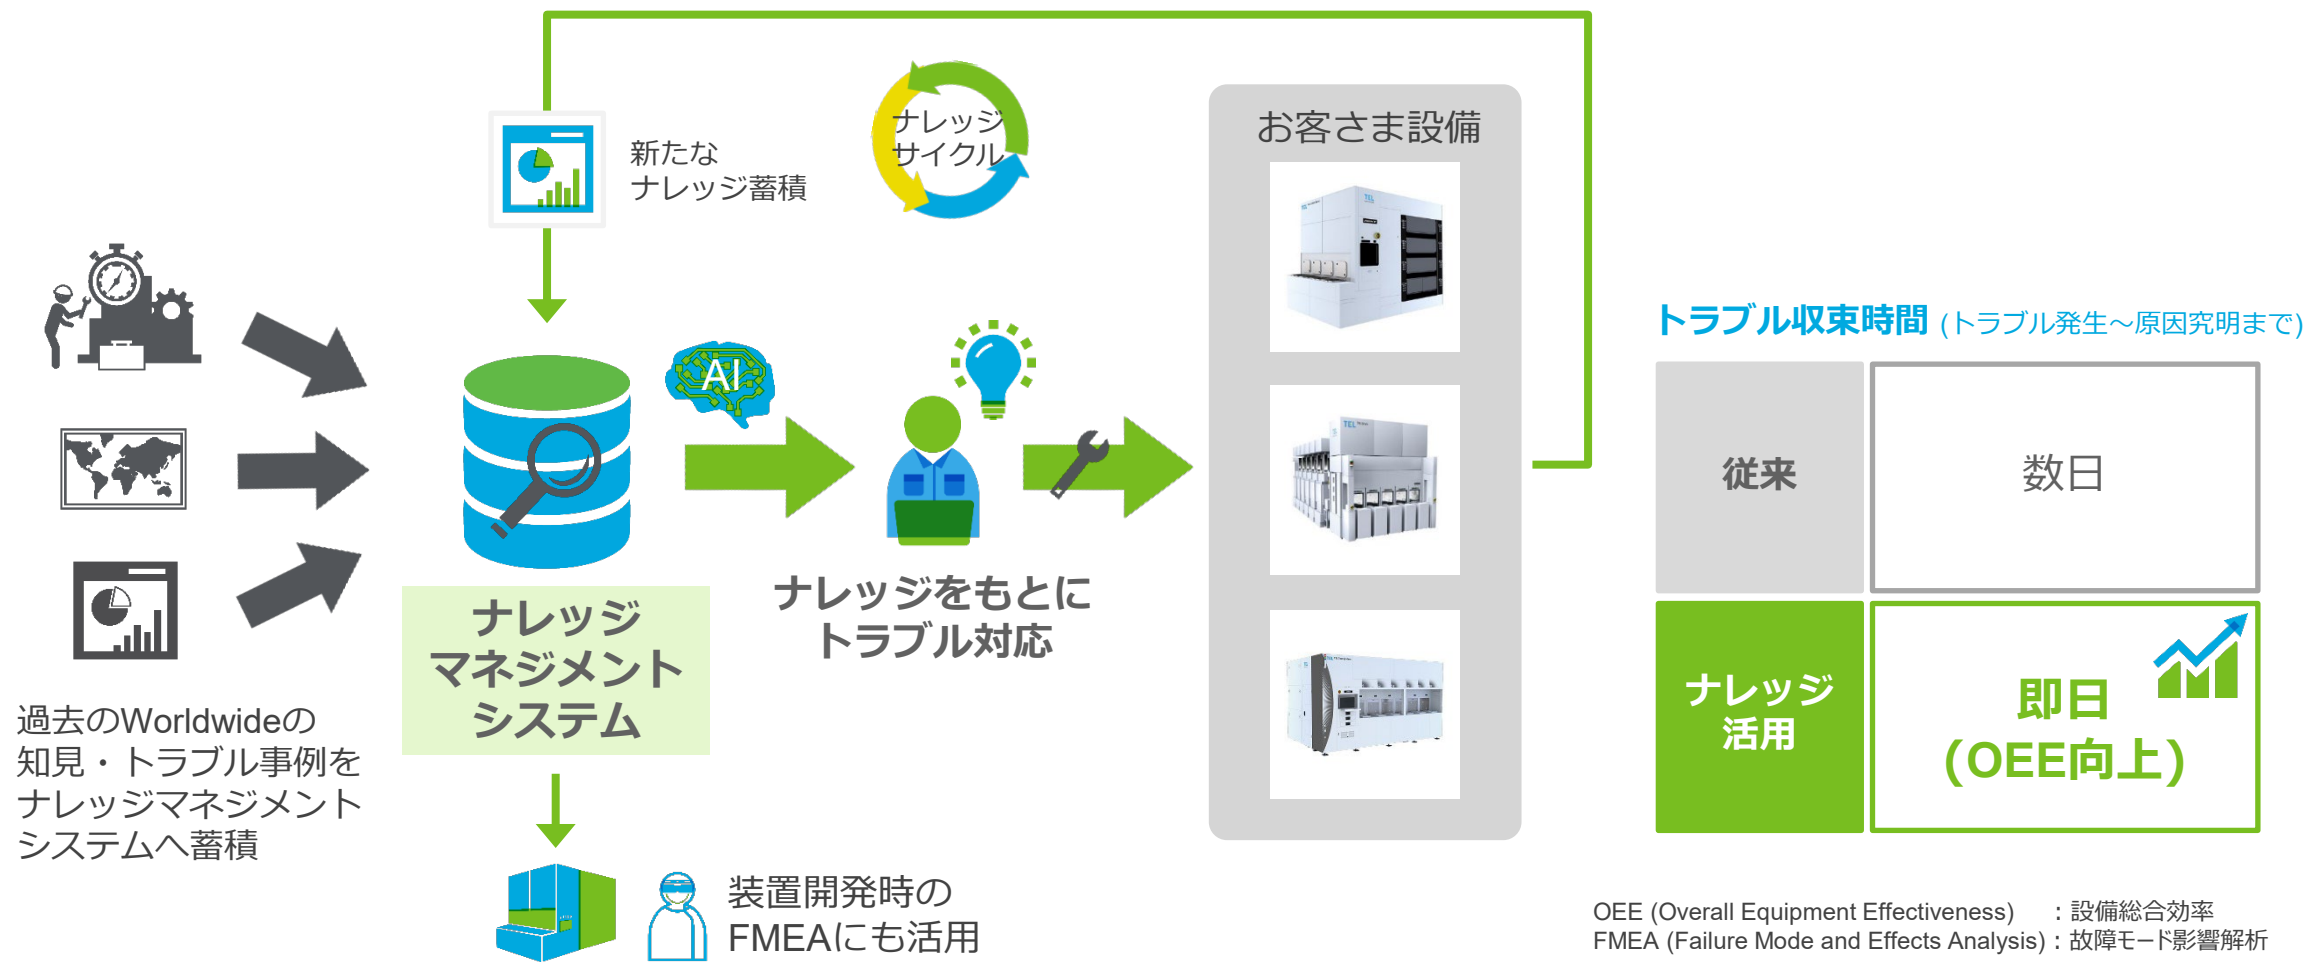 新たな
ナレッジ蓄積
ナレッジ
サイクル
お客さま設備
TEL
TEL
TEL
AI
過去のWorldwideの
知見・トラブル事例を
ナレッジマネジメント
システムへ蓄積
ナレッジ
マネジメント
システム
ナレッジをもとに
トラブル対応
装置開発時の
FMEAにも活用
トラブル収束時間 (トラブル発生～原因究明まで)
従来
数日
ナレッジ
活用
即日
(OEE向上)
OEE (Overall Equipment Effectiveness) ：設備総合効率
FMEA (Failure Mode and Effects Analysis)：故障モード影響解析